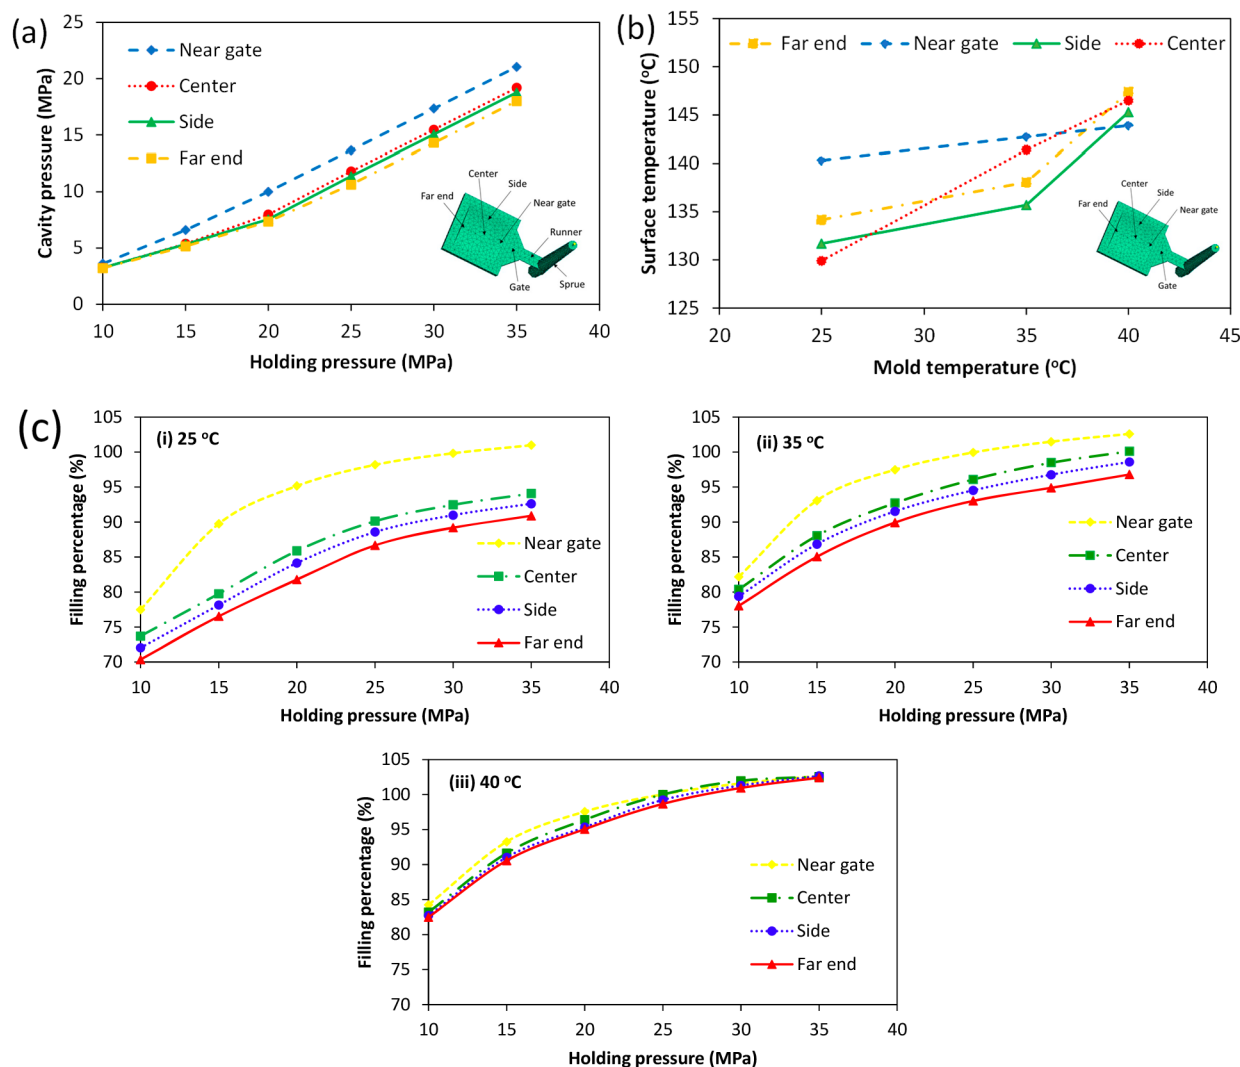 (a)
25
20
15
10
5
0
Cavity pressure (MPa)
Near gate
Center
Side
Far end
Center
Side
Far end
Near gate
Runner
Gate
Sprue
10 15 20 25 30 35 40
Holding pressure (MPa)
(b)
155
150
145
140
135
130
125
Surface temperature (°C)
Far end Near gate Side Center
Center
Side
Far end
Near gate
Gate
20 25 30 35 40 45
Mold temperature (°C)
(c)
(i) 25 °C
105
100
95
90
85
80
75
70
Filling percentage (%)
Near gate
Center
Side
Far end
10 15 20 25 30 35 40
Holding pressure (MPa)
(ii) 35 °C
105
100
95
90
85
80
75
70
Filling percentage (%)
Near gate
Center
Side
Far end
10 15 20 25 30 35 40
Holding pressure (MPa)
(iii) 40 °C
105
100
95
90
85
80
75
70
Filling percentage (%)
Near gate
Center
Side
Far end
10 15 20 25 30 35 40
Holding pressure (MPa)